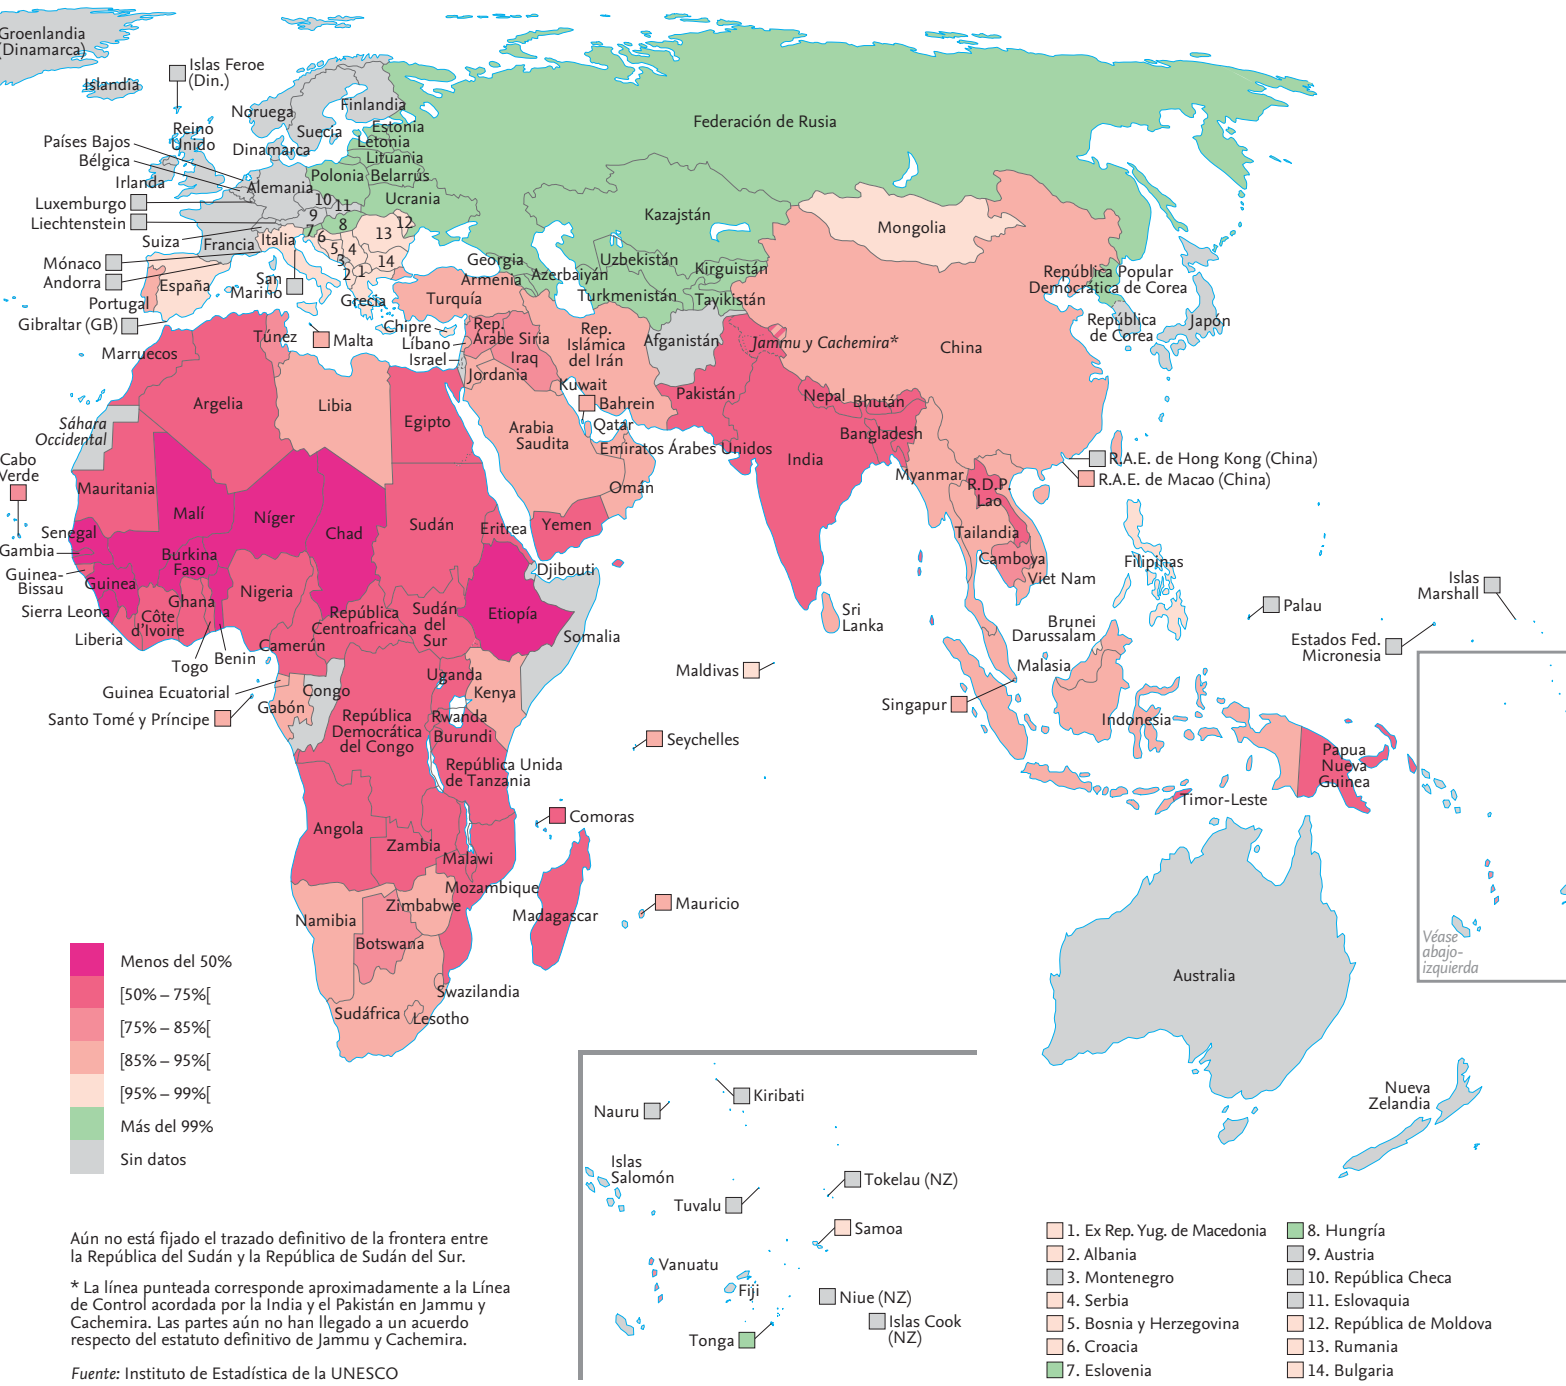 Groenlandia
(Dinamarca)
Islandia
Islas Feroe
(Din.)
Noruega
Finlandia
Suecia
Estonia
Letonia
Lituania
Belarrús
Reino
Unido
Dinamarca
Países Bajos
Bélgica
Irlanda
Luxemburgo
Liechtenstein
Suiza
Mónaco
Andorra
Portugal
Gibraltar (GB)
Alemania
Polonia
Ucrania
Francia
Italia
España
San
Marino
Grecia
10
11
9
7
8
6
12
13
5
4
3
14
2
1
Federación de Rusia
Kazajstán
Mongolia
Georgia
Armenia
Azerbaiyán
Turquía
Uzbekistán
Kirguistán
Turkmenistán
Tayikistán
República Popular
Democrática de Corea
República
de Corea
Japón
Túnez
Malta
Chipre
Líbano
Israel
Rep.
Árabe Siria
Iraq
Jordania
Rep.
Islámica
del Irán
Afganistán
Jammu y Cachemira*
China
Marruecos
Argelia
Libia
Egipto
Kuwait
Bahrein
Qatar
Arabia
Saudita
Emiratos Árabes Unidos
Omán
Yemen
Pakistán
Nepal
Bhután
Bangladesh
India
Myanmar
R.D.P.
Lao
Tailandia
Camboya
Viet Nam
R.A.E. de Hong Kong (China)
R.A.E. de Macao (China)
Filipinas
Sáhara
Occidental
Cabo
Verde
Mauritania
Malí
Níger
Chad
Sudán
Eritrea
Djibouti
Senegal
Gambia
Guinea-
Bissau
Guinea
Sierra Leona
Liberia
Burkina
Faso
Côte
d'Ivoire
Ghana
Togo
Benin
Nigeria
Camerún
República
Centroafricana
Sudán
del
Sur
Etiopía
Somalia
Guinea Ecuatorial
Santo Tomé y Príncipe
Gabón
Congo
República
Democrática
del Congo
Uganda
Kenya
Rwanda
Burundi
República Unida
de Tanzania
Sri
Lanka
Maldivas
Seychelles
Comoras
Mauricio
Angola
Zambia
Malawi
Mozambique
Zimbabwe
Madagascar
Namibia
Botswana
Swazilandia
Sudáfrica
Lesotho
Brunei
Darussalam
Malasia
Singapur
Indonesia
Timor-Leste
Papua
Nueva
Guinea
Palau
Islas
Marshall
Estados Fed.
Micronesia
Australia
Nueva
Zelandia
Véase
abajo-
izquierda
Menos del 50%
[50% – 75%[
[75% – 85%[
[85% – 95%[
[95% – 99%[
Más del 99%
Sin datos
Kiribati
Nauru
Islas
Salomón
Tuvalu
Tokelau (NZ)
Samoa
Vanuatu
Fiji
Niue (NZ)
Islas Cook
(NZ)
Tonga
Aún no está fijado el trazado definitivo de la frontera entre
la República del Sudán y la República de Sudán del Sur.
* La línea punteada corresponde aproximadamente a la Línea
de Control acordada por la India y el Pakistán en Jammu y
Cachemira. Las partes aún no han llegado a un acuerdo
respecto del estatuto definitivo de Jammu y Cachemira.
Fuente: Instituto de Estadística de la UNESCO
1. Ex Rep. Yug. de Macedonia
2. Albania
3. Montenegro
4. Serbia
5. Bosnia y Herzegovina
6. Croacia
7. Eslovenia
8. Hungría
9. Austria
10. República Checa
11. Eslovaquia
12. República de Moldova
13. Rumania
14. Bulgaria